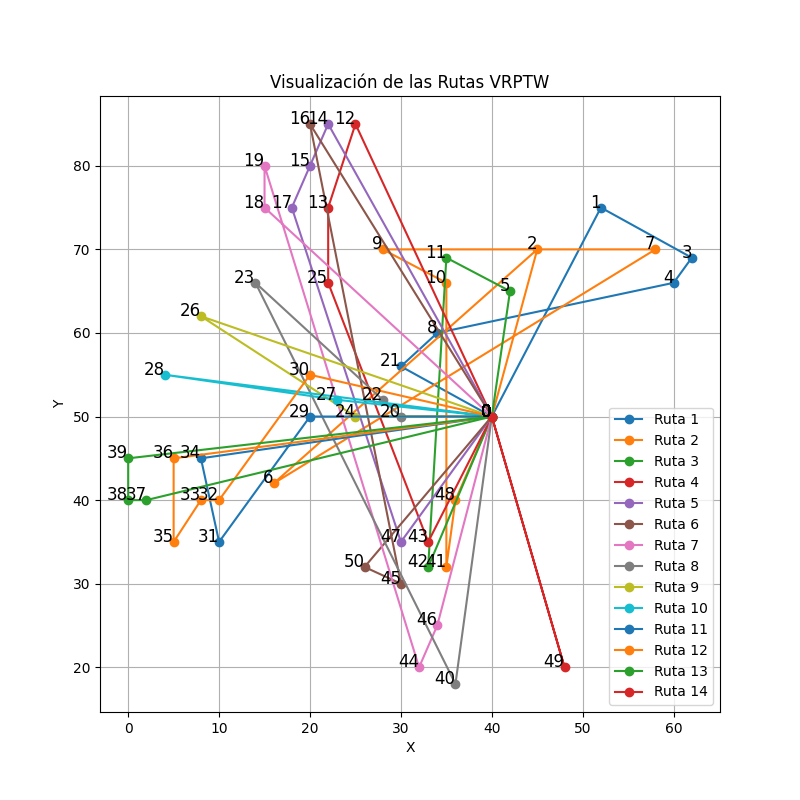 Visualización de las Rutas VRPTW
16 14 12
19 15
18 17 13 1
9 11 2 7 3
23 25 10 5 4
26 8
28 30 21
27 22
29 24 20 0
39 36 34
6
38 37 33 32 48
35 31 47 43
50 45 42 41
46
44 40 49
Y
80
70
60
50
40
30
20
0 10 20 30 40 50 60
X
Ruta 1
Ruta 2
Ruta 3
Ruta 4
Ruta 5
Ruta 6
Ruta 7
Ruta 8
Ruta 9
Ruta 10
Ruta 11
Ruta 12
Ruta 13
Ruta 14